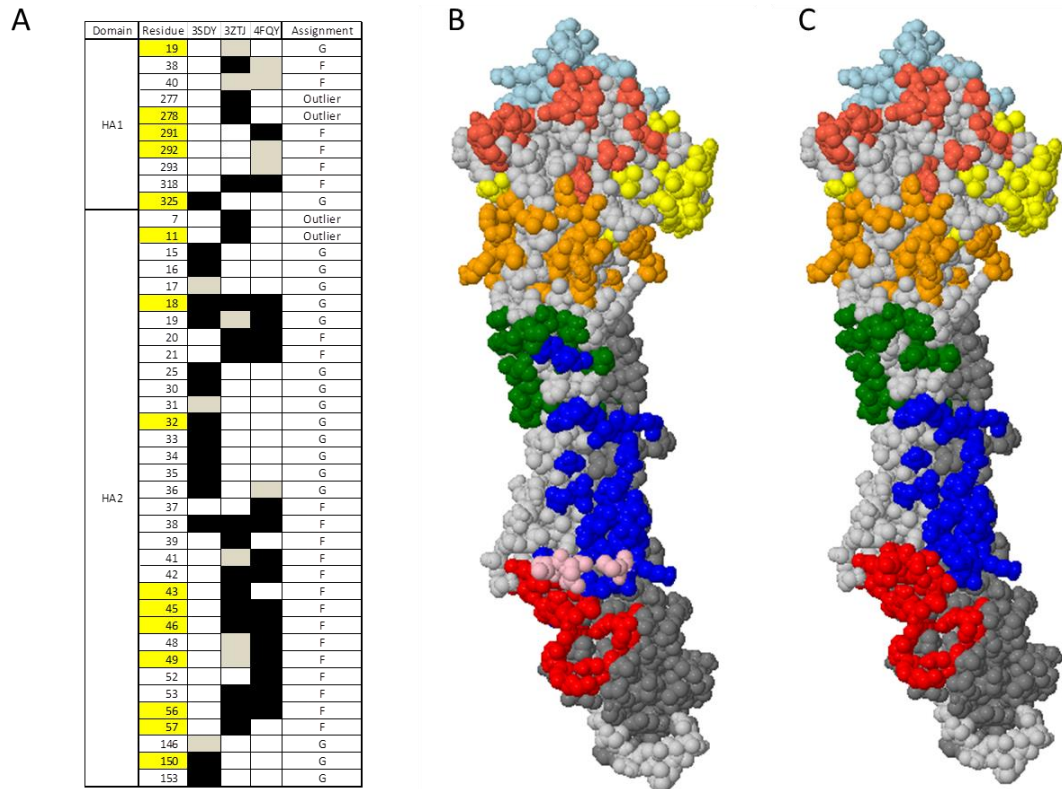 A
B
C
Domain Residue 3SDY 3ZTJ 4FQY Assignment
HA1
19 G
38 F
40 F
277 Outlier
278 Outlier
291 F
292 F
293 F
318 F
325 G
HA2
7 Outlier
11 Outlier
15 G
16 G
17 G
18 G
19 G
20 F
21 F
25 G
30 G
31 G
32 G
33 G
34 G
35 G
36 G
37 F
38 F
39 F
41 F
42 F
43 F
45 F
46 F
48 F
49 F
52 F
53 F
56 F
57 F
146 G
150 G
153 G